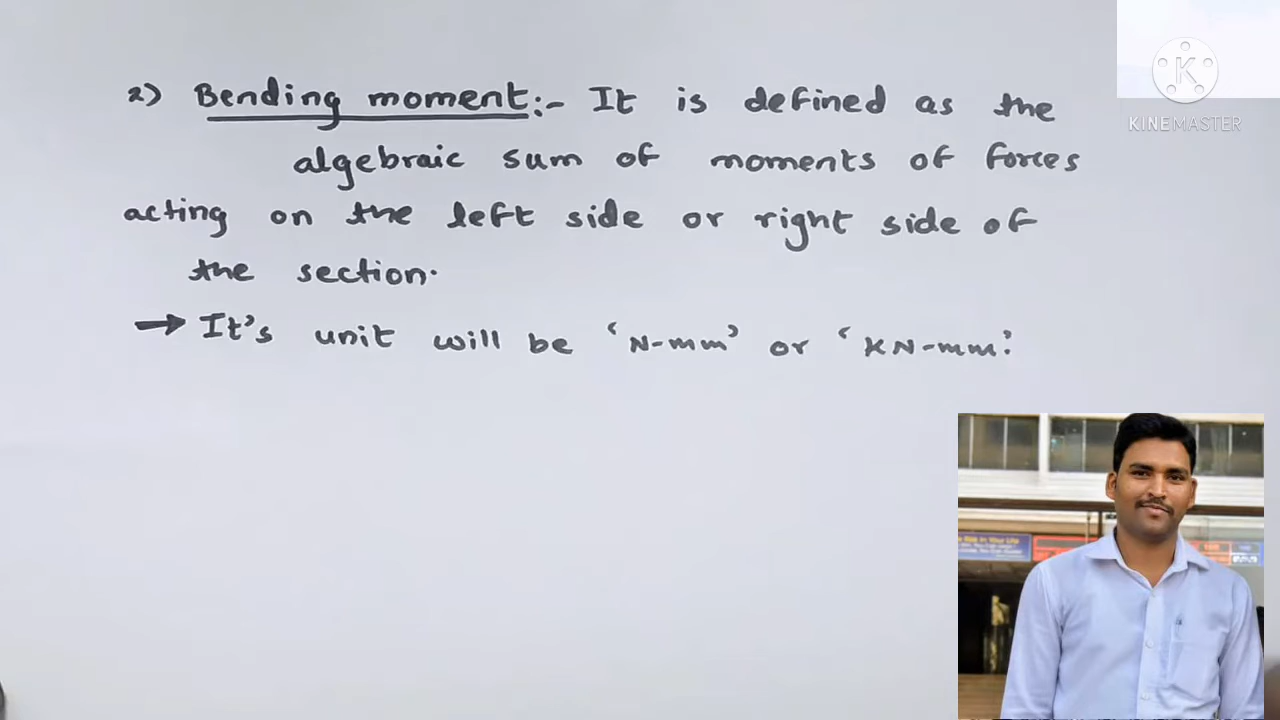 2) Bending moment:- It is defined as the
algebraic sum of moments of forces
acting on the left side or right side of
the section.
→ It's unit will be 'N-mm' or 'KN-mm'.
KINEMASTER